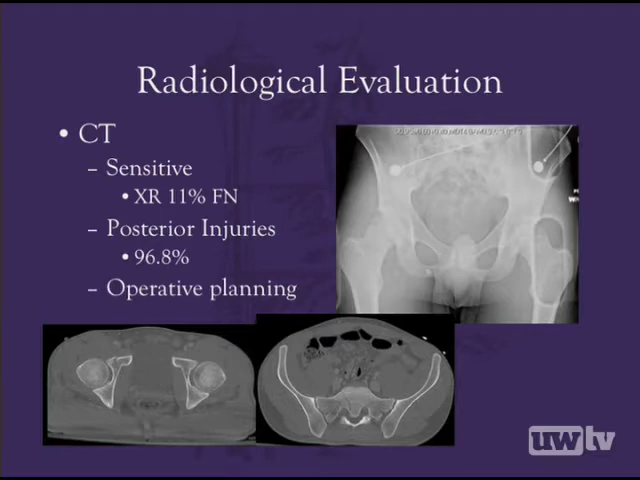 Radiological Evaluation
• CT
– Sensitive
• XR 11% FN
– Posterior Injuries
• 96.8%
– Operative planning
uwtv